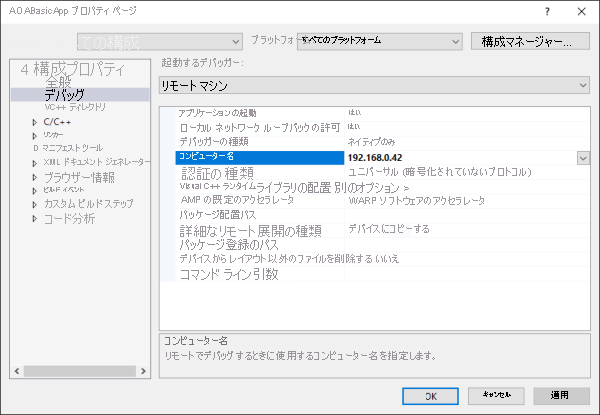 AOABasicApp プロパティ ページ
?
べての構成
プラットフォー すべてのプラットフォーム
構成マネージャー...
4 構成プロパティ
全般
デバッグ
VC++ ディレクトリ
C/C++
リンカー
D マニフェスト ツール
XML ドキュメント ジェネレーター
ブラウザー情報
ビルド イベント
カスタム ビルド ステップ
コード分析
起動するデバッガー:
リモート マシン
アプリケーションの起動 はい
ローカル ネットワーク ループバックの許可 はい
デバッガーの種類 ネイティブのみ
コンピューター名 192.168.0.42
認証の種類 ユニバーサル (暗号化されていないプロトコル)
Visual C++ ランタイムライブラリの配置 別のオプション >
AMP の既定のアクセラレータ WARP ソフトウェアのアクセラレータ
パッケージ配置パス
詳細なリモート展開の種類 デバイスにコピーする
パッケージ登録のパス
デバイスから レイアウト以外のファイルを削除する いいえ
コマンド ライン引数
コンピューター名
リモートでデバッグするときに使用するコンピューター名を指定します。
OK
キャンセル
適用